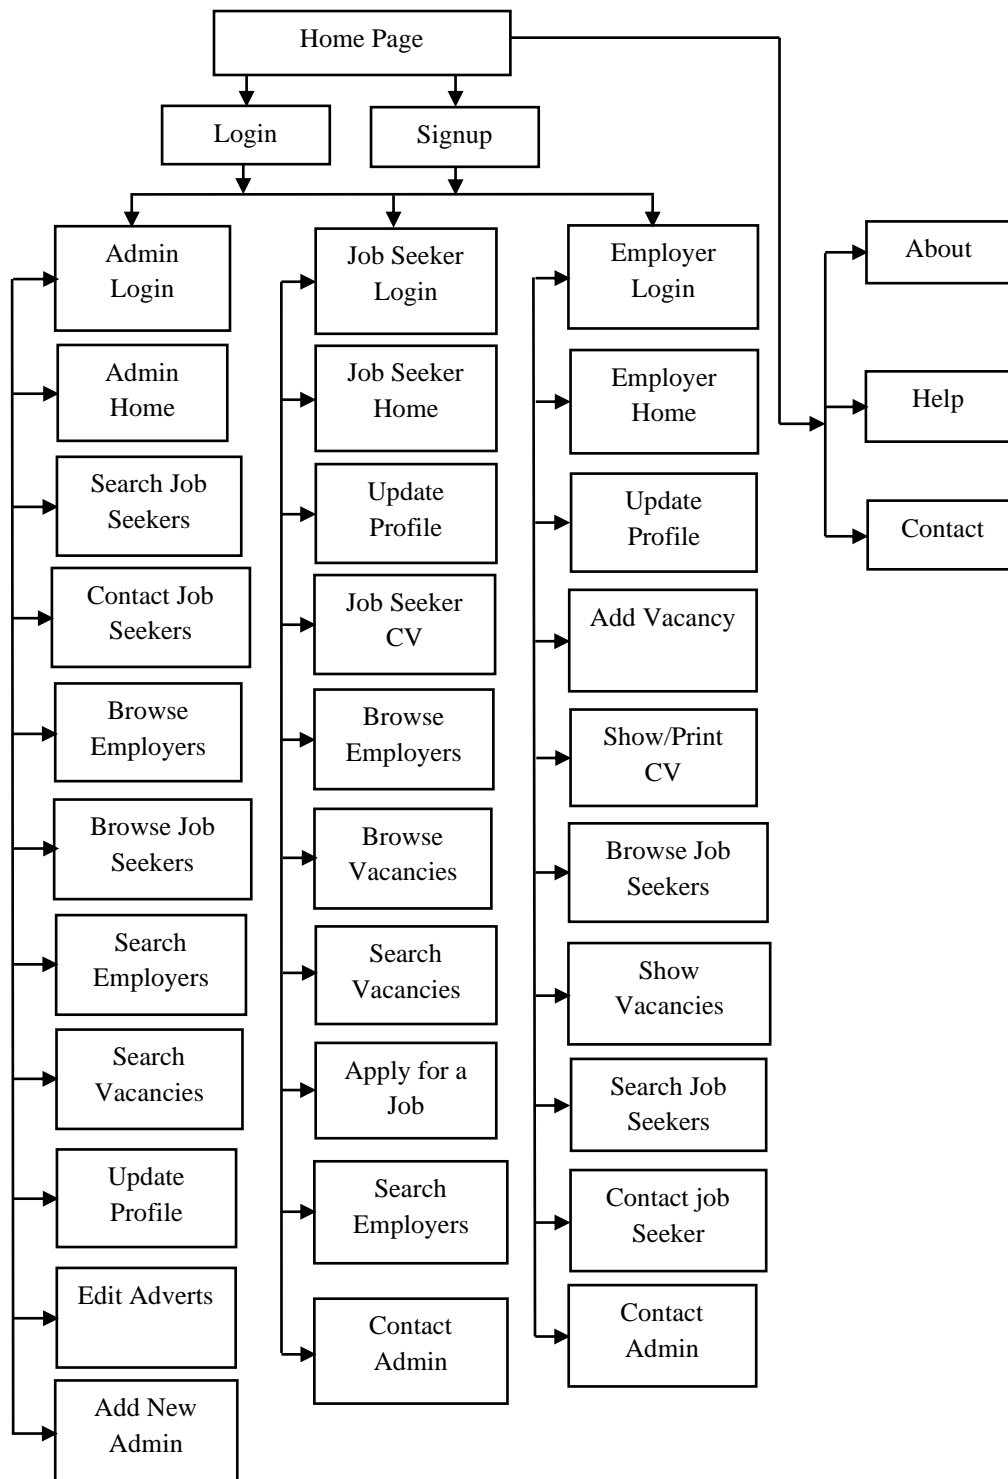 Home Page
Login
Signup
Admin
Login
Admin
Home
Search Job
Seekers
Contact Job
Seekers
Browse
Employers
Browse Job
Seekers
Search
Employers
Search
Vacancies
Update
Profile
Edit Adverts
Add New
Admin
Job Seeker
Login
Job Seeker
Home
Update
Profile
Job Seeker
CV
Browse
Employers
Browse
Vacancies
Search
Vacancies
Apply for a
Job
Search
Employers
Contact
Admin
Employer
Login
Employer
Home
Update
Profile
Add Vacancy
Show/Print
CV
Browse Job
Seekers
Show
Vacancies
Search Job
Seekers
Contact job
Seeker
Contact
Admin
About
Help
Contact